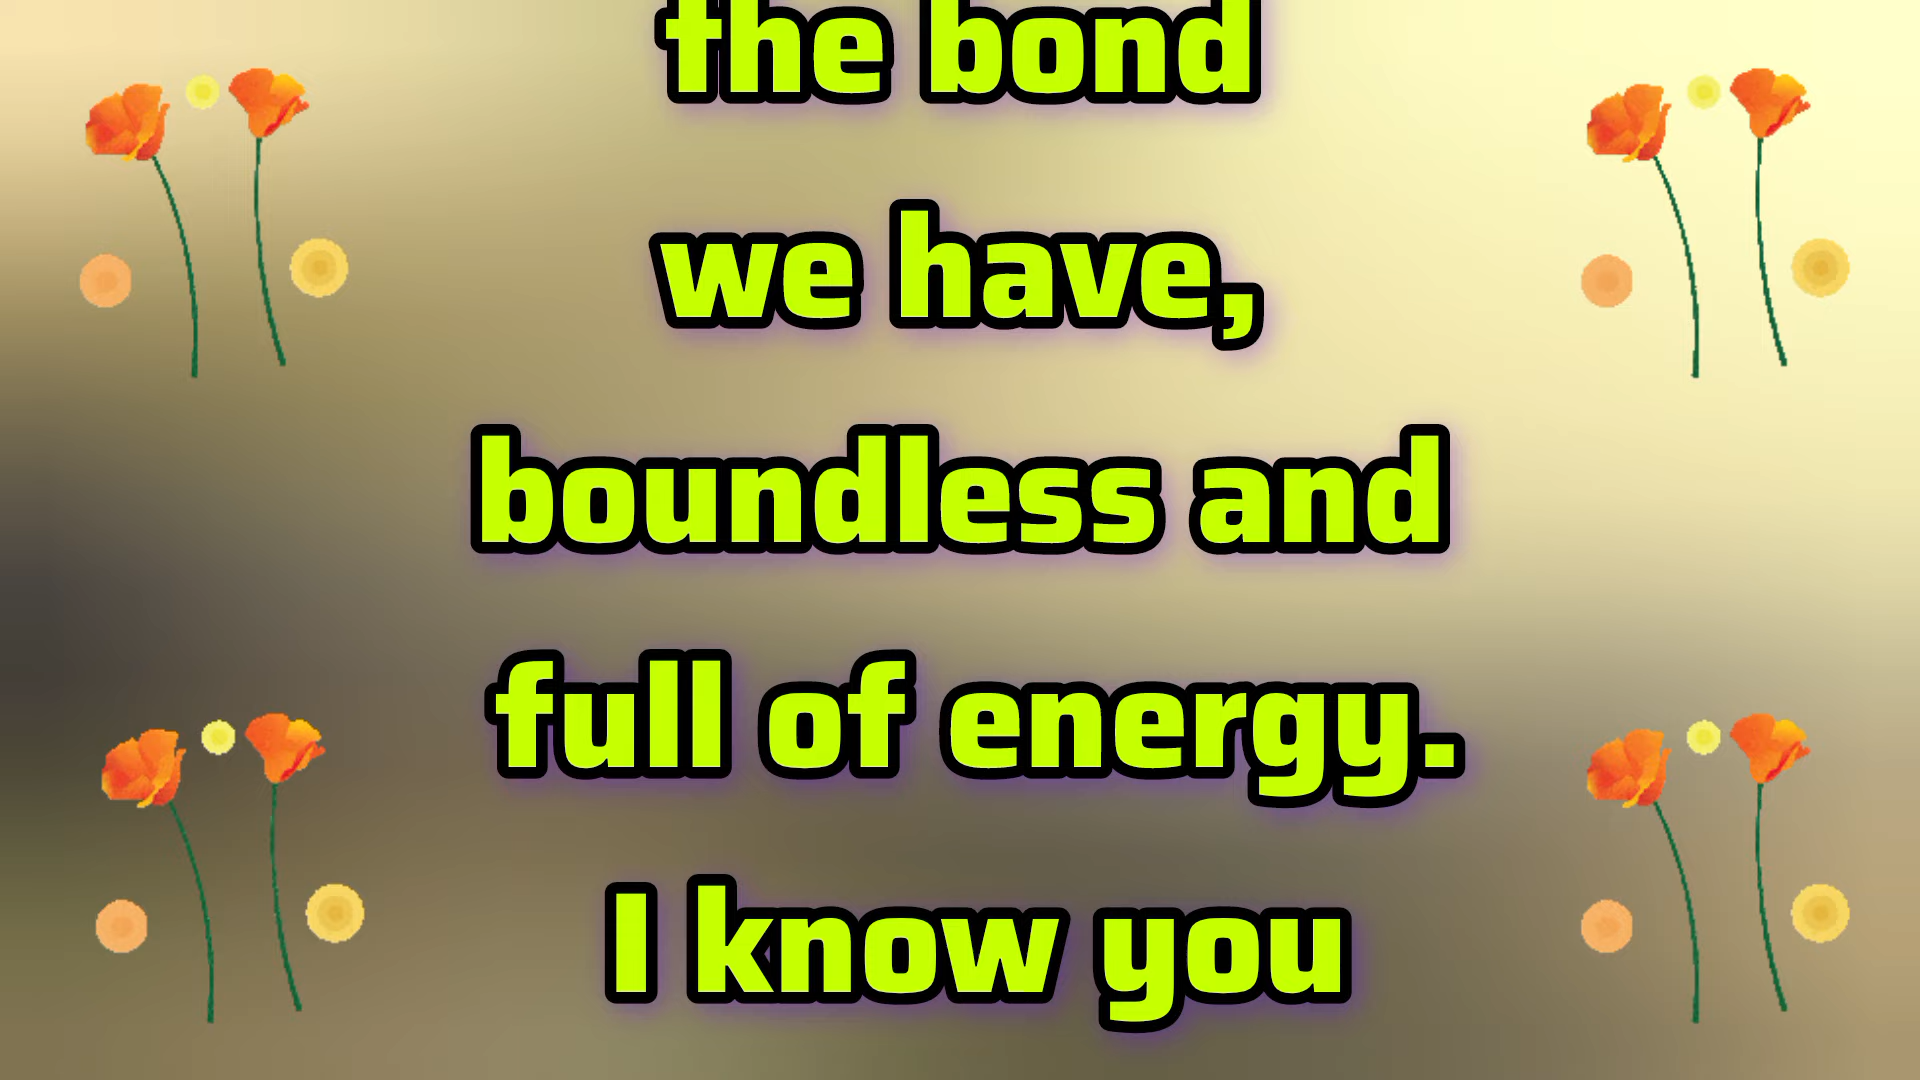 the bond
we have,
boundless and
full of energy.
I know you